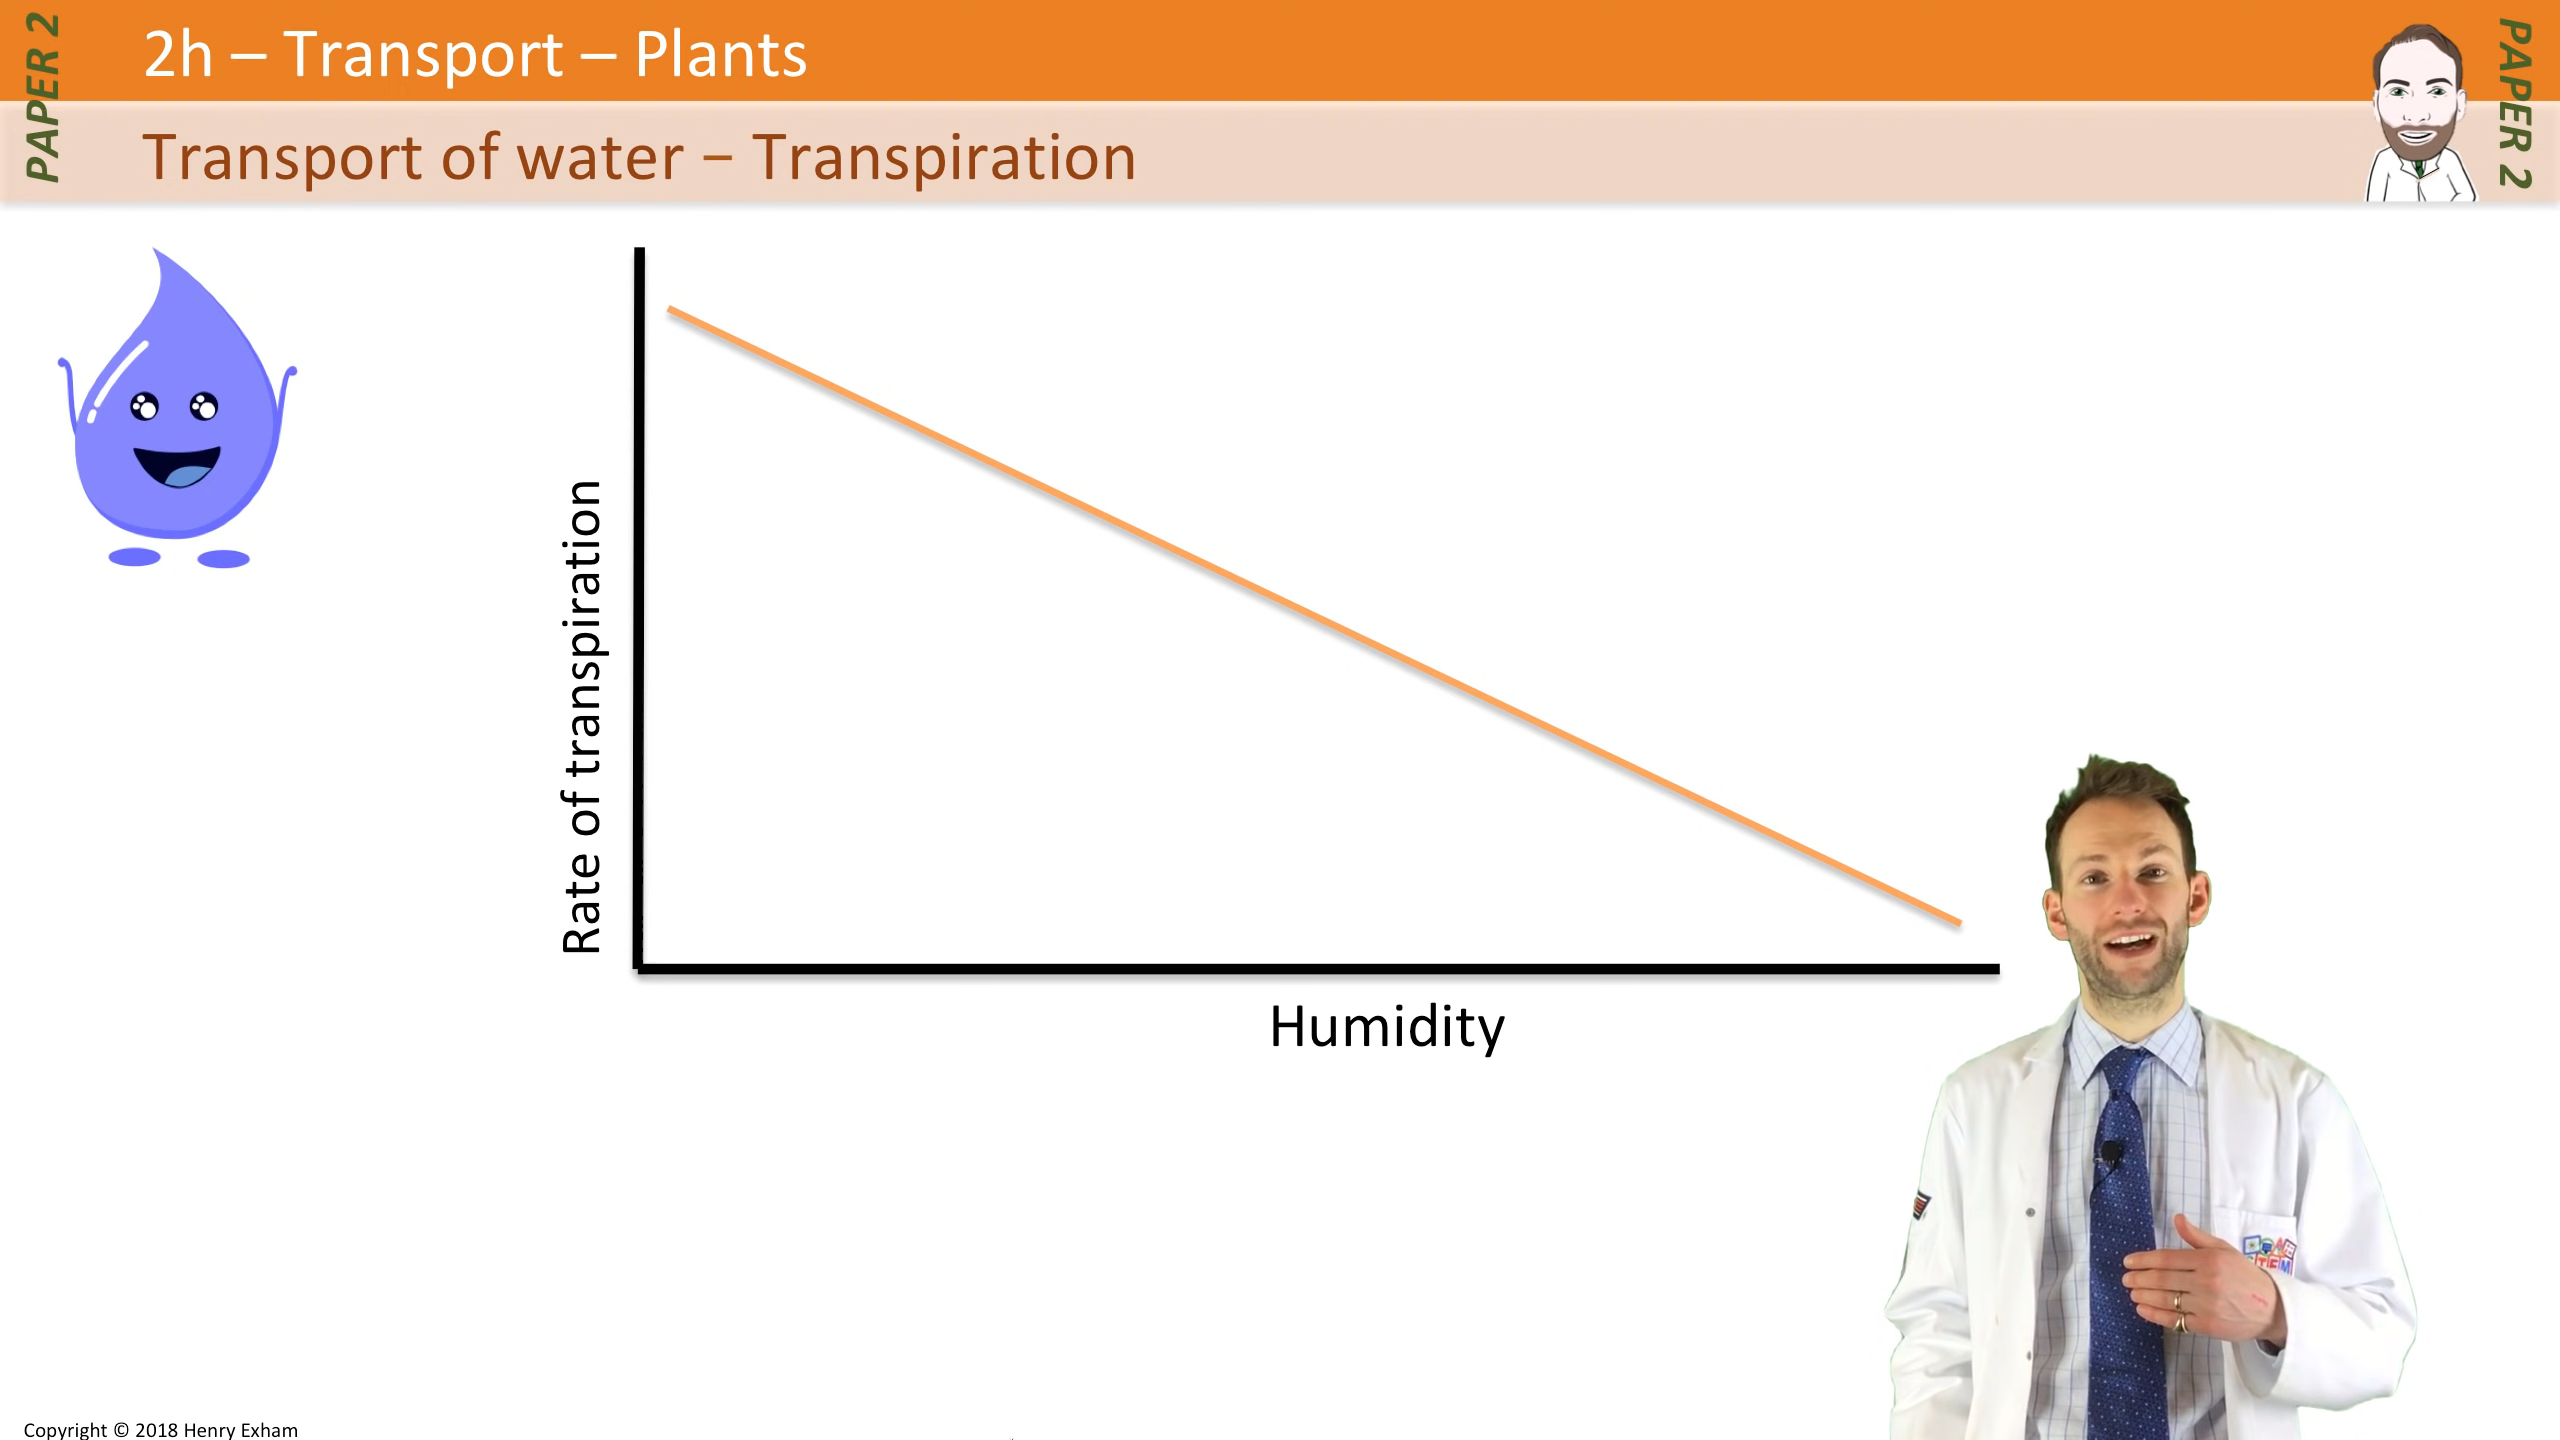 PAPER 2
2h – Transport – Plants
PAPER 2
Transport of water – Transpiration
Rate of transpiration
Humidity
Copyright © 2018 Henry Exham